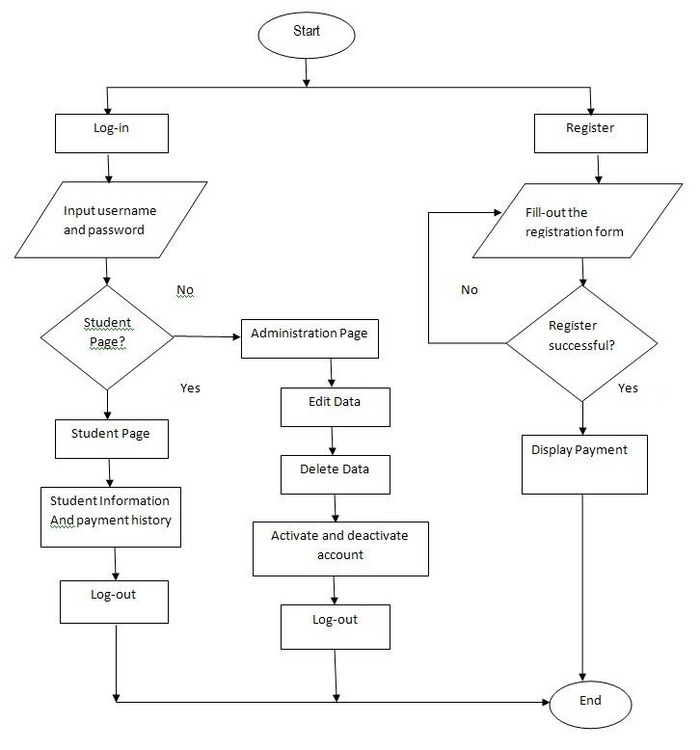 Start
Log-in
Register
Input username
and password
Fill-out the
registration form
No
No
Student
Page?
Administration Page
Register
successful?
Yes
Yes
Edit Data
Student Page
Display Payment
Delete Data
Student Information
And payment history
Activate and deactivate
account
Log-out
Log-out
End